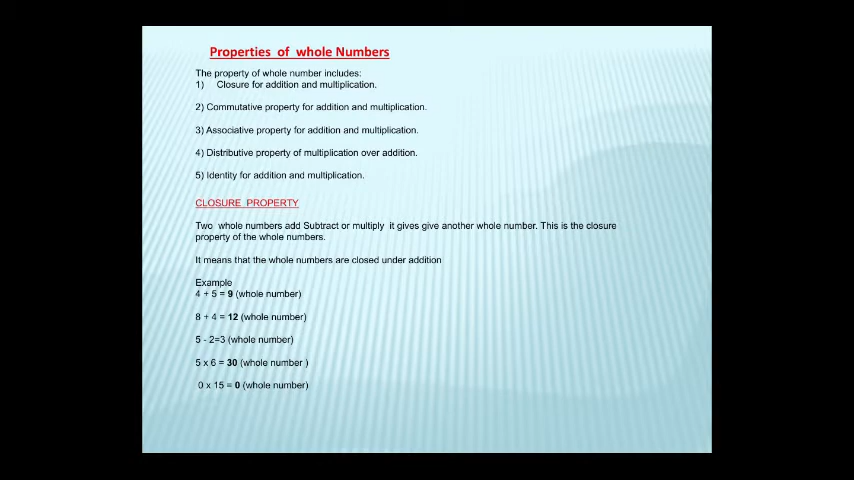 Properties of whole Numbers
The property of whole number includes:
1) Closure for addition and multiplication.
2) Commutative property for addition and multiplication.
3) Associative property for addition and multiplication.
4) Distributive property of multiplication over addition.
5) Identity for addition and multiplication.
CLOSURE PROPERTY
Two whole numbers add Subtract or multiply it gives give another whole number. This is the closure
property of the whole numbers.
It means that the whole numbers are closed under addition
Example
4 + 5 = 9 (whole number)
8 + 4 = 12 (whole number)
5 - 2=3 (whole number)
5 x 6 = 30 (whole number )
0 x 15 = 0 (whole number)